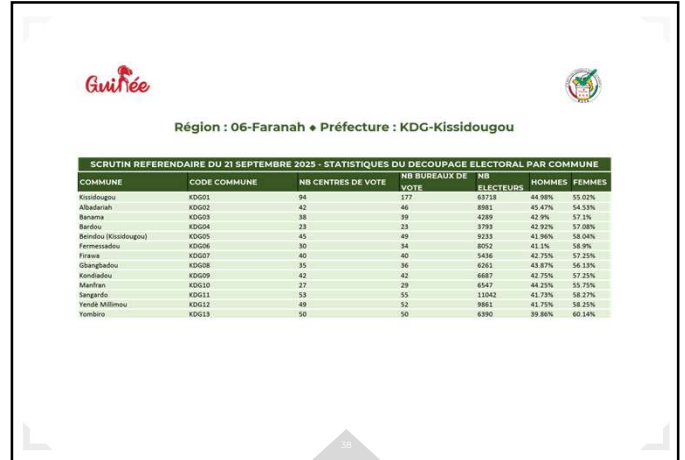 Guinée
Région : 06-Faranah ♦ Préfecture : KDG-Kissidougou
SCRUTIN REFERENDAIRE DU 21 SEPTEMBRE 2025 - STATISTIQUES DU DECOUPAGE ELECTORAL PAR COMMUNE
COMMUNE CODE COMMUNE NB CENTRES DE VOTE NB BUREAUX DE VOTE NB ELECTEURS HOMMES FEMMES
Kissidougou KDG01 94 177 63718 44.98% 55.02%
Albadariah KDG02 42 46 8981 45.47% 54.53%
Banama KDG03 38 39 4289 42.9% 57.1%
Bardou KDG04 23 23 3793 42.92% 57.08%
Beindou (Kissidougou) KDG05 45 49 9233 41.96% 58.04%
Fermessadou KDG06 30 34 8052 41.1% 58.9%
Firawa KDG07 40 40 5436 42.75% 57.25%
Gbangbadou KDG08 35 36 6261 43.87% 56.13%
Kondiadou KDG09 42 42 6687 42.75% 57.25%
Manfran KDG10 27 29 6547 44.25% 55.75%
Sangardo KDG11 53 55 11042 41.73% 58.27%
Yendè Millimou KDG12 49 52 9861 41.75% 58.25%
Yombiro KDG13 50 50 6390 39.86% 60.14%
38